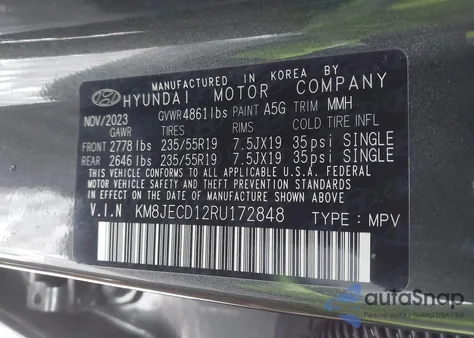 MANUFACTURED IN KOREA BY
HYUNDAI MOTOR COMPANY
NOV/2023 GVWR 4861 lbs PAINT A5G TRIM MMH
GAWR TIRES RIMS COLD TIRE INFL
FRONT 2778 lbs 235/55R19 7.5JX19 35psi SINGLE
REAR 2646 lbs 235/55R19 7.5JX19 35psi SINGLE
THIS VEHICLE CONFORMS TO ALL APPLICABLE U.S.A. FEDERAL
MOTOR VEHICLE SAFETY AND BUMPER STANDARDS IN EFFECT
ON THE DATE OF MANUFACTURE SHOWN ABOVE.
V.I.N KM8JECD12RU172848 TYPE : MPV
autoSnap